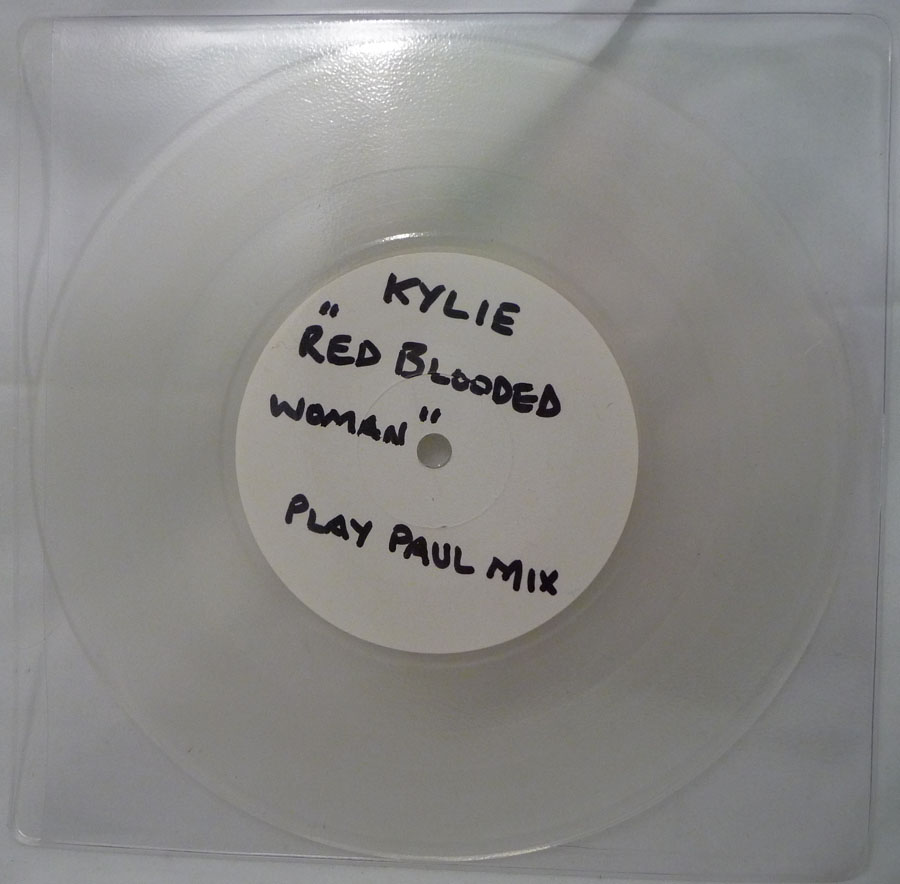 KYLIE
"RED BLOODED
WOMAN"
PLAY PAUL MIX